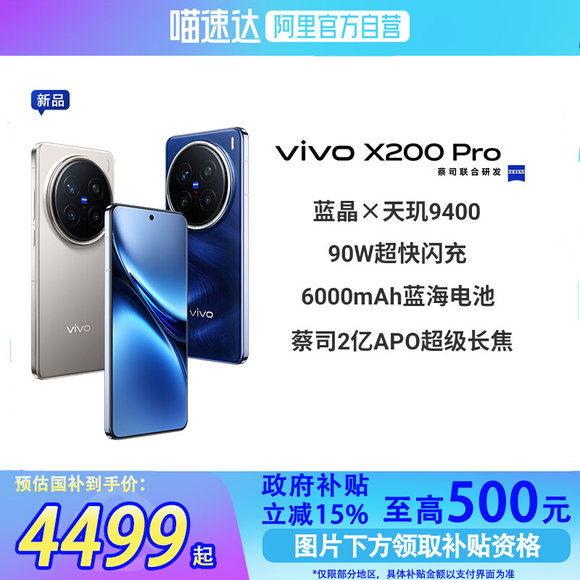 喵速达 阿里官方自营
新品
vivo X200 Pro
蔡司联合研发 ZEISS
蓝晶×天玑9400
90W超快闪充
6000mAh蓝海电池
蔡司2亿APO超级长焦
vivo
vivo
预估国补到手价:
4499起
政府补贴
立减15%
至高500元
图片下方领取补贴资格
*仅限部分地区，具体补贴金额以支付界面为准